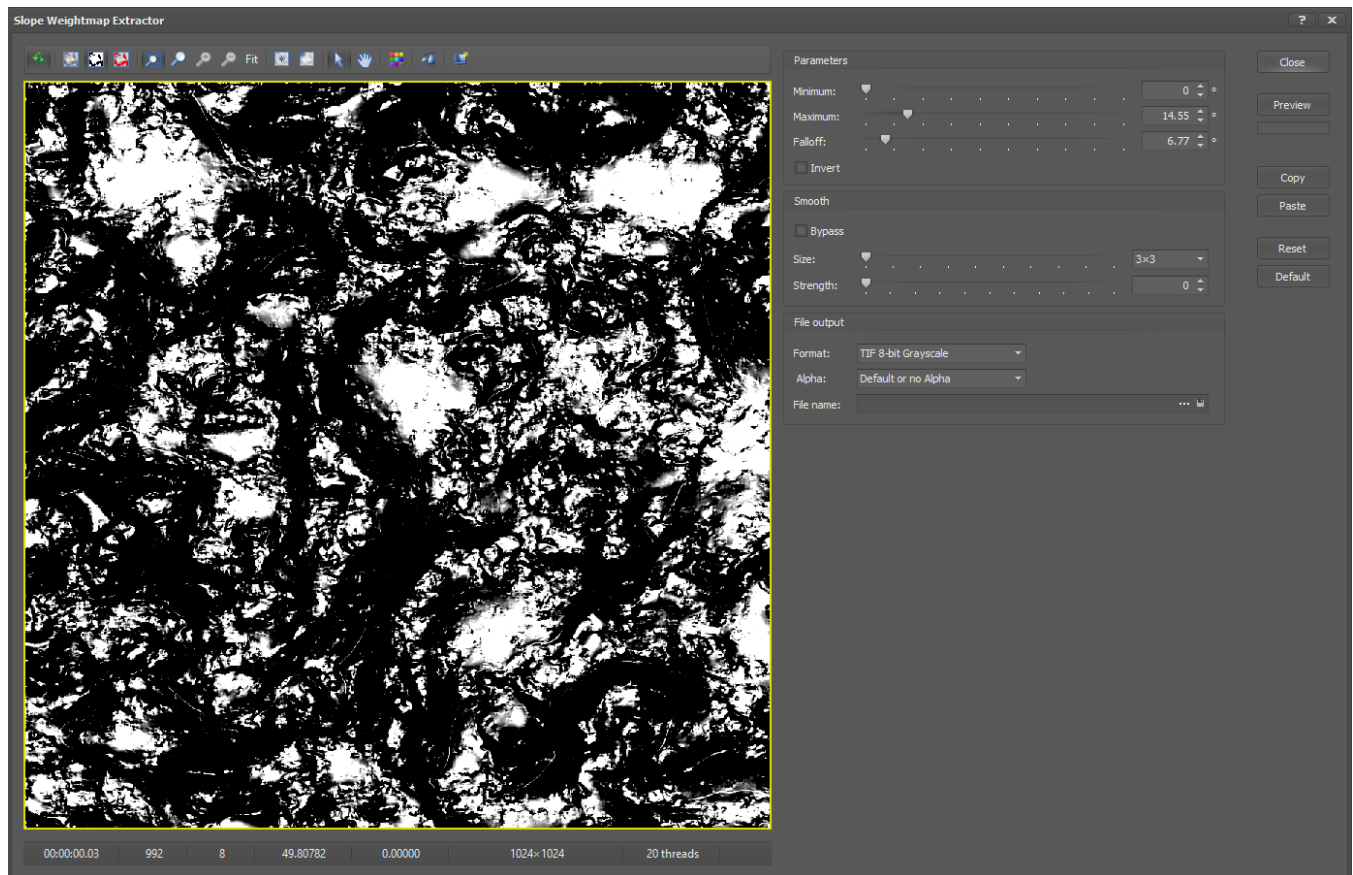 Slope Weightmap Extractor
? x
Fit
Parameters
Close
Minimum: 0 °
Preview
Maximum: 14.55 °
Falloff: 6.77 °
Invert
Copy
Smooth
Paste
Bypass
Reset
Size: 3×3
Default
Strength: 0
File output
Format: TIF 8-bit Grayscale
Alpha: Default or no Alpha
File name: ...
00:00:00.03 992 8 49.80782 0.00000 1024×1024 20 threads